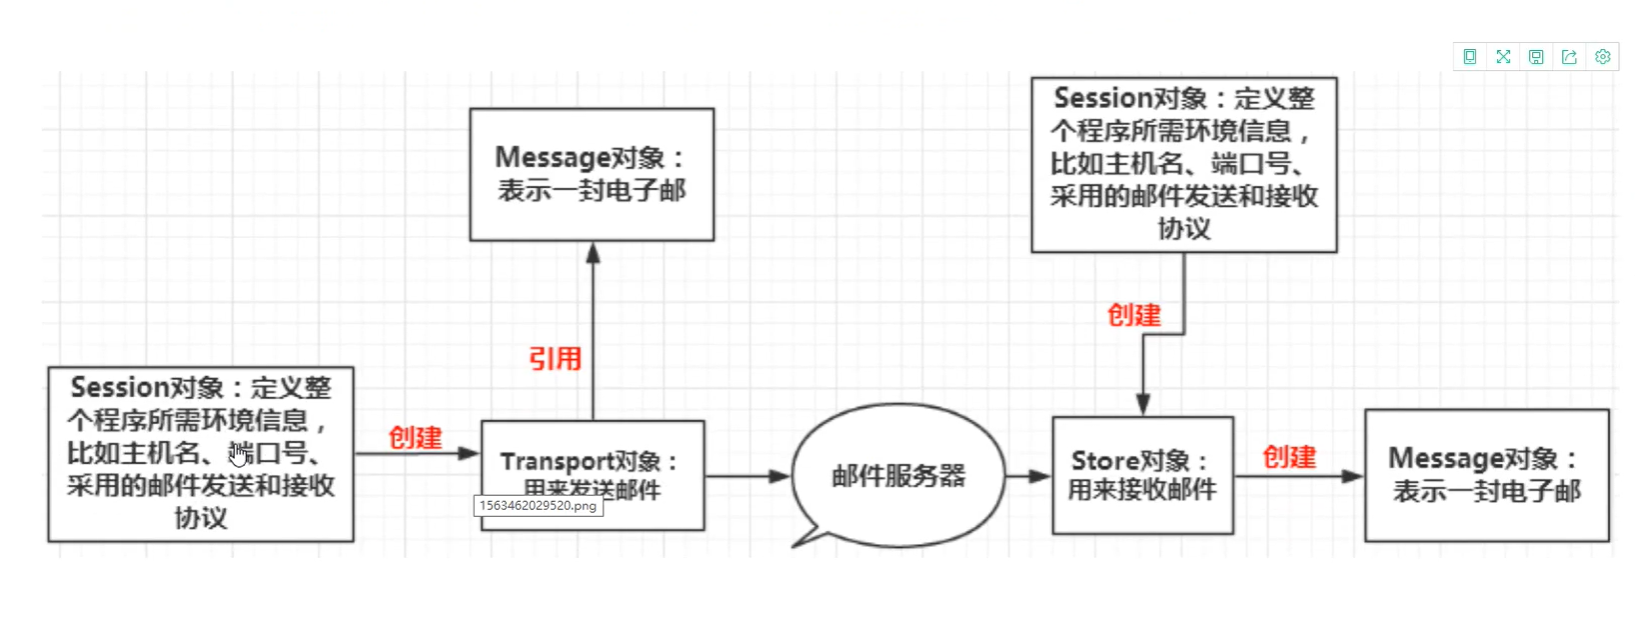 Session对象：定义整
个程序所需环境信息，
比如主机名、端口号、
采用的邮件发送和接收
协议
创建
Message对象：
表示一封电子邮
引用
Transport对象：
用来发送邮件
1563462029520.png
邮件服务器
Session对象：定义整
个程序所需环境信息，
比如主机名、端口号、
采用的邮件发送和接收
协议
创建
Store对象：
用来接收邮件
创建
Message对象：
表示一封电子邮